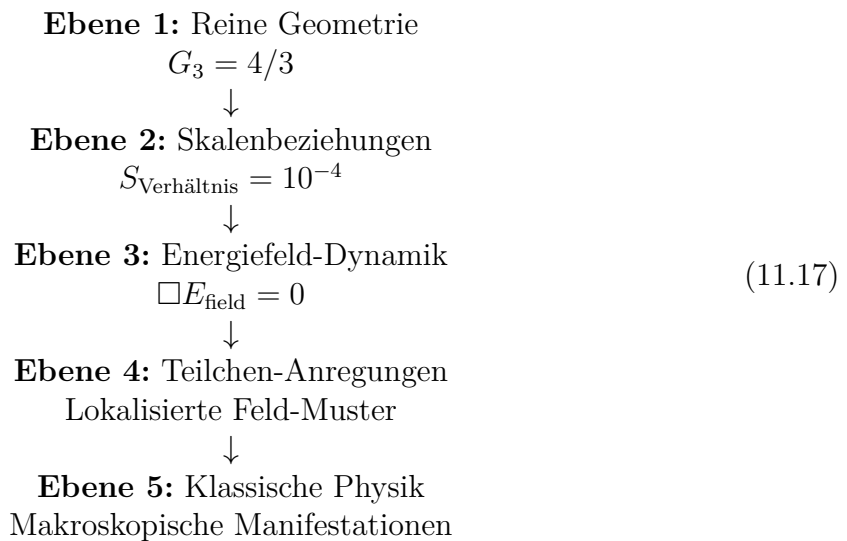 Ebene 1: Reine Geometrie
G₃ = 4/3
↓
Ebene 2: Skalenbeziehungen
S_Verhältnis = 10⁻⁴
↓
Ebene 3: Energiefeld-Dynamik
□E_field = 0
(11.17)
↓
Ebene 4: Teilchen-Anregungen
Lokalisierte Feld-Muster
↓
Ebene 5: Klassische Physik
Makroskopische Manifestationen